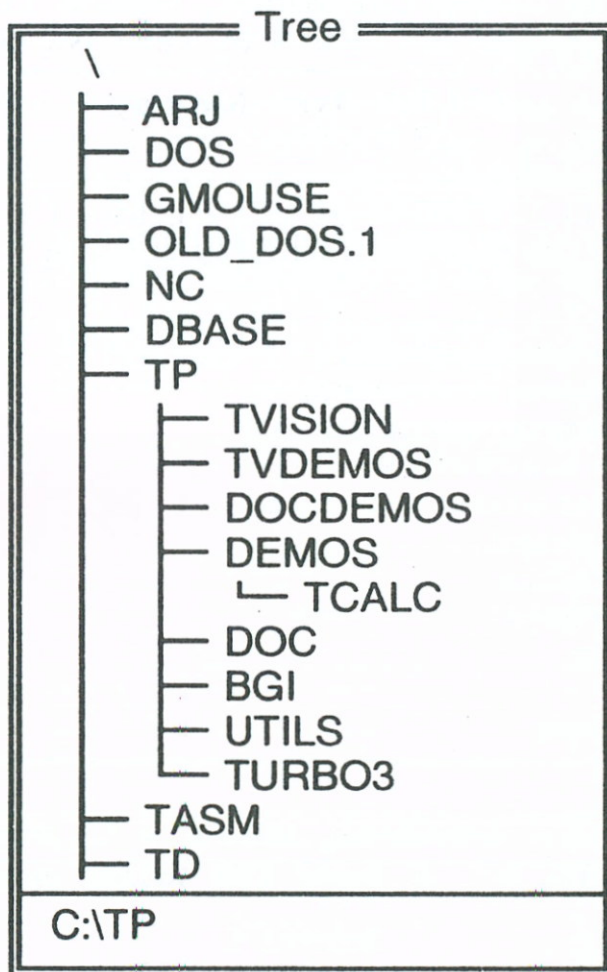 Tree
\
ARJ
DOS
GMOUSE
OLD_DOS.1
NC
DBASE
TP
TVISION
TVDEMOS
DOCDEMOS
DEMOS
TCALC
DOC
BGI
UTILS
TURBO3
TASM
TD
C:\TP